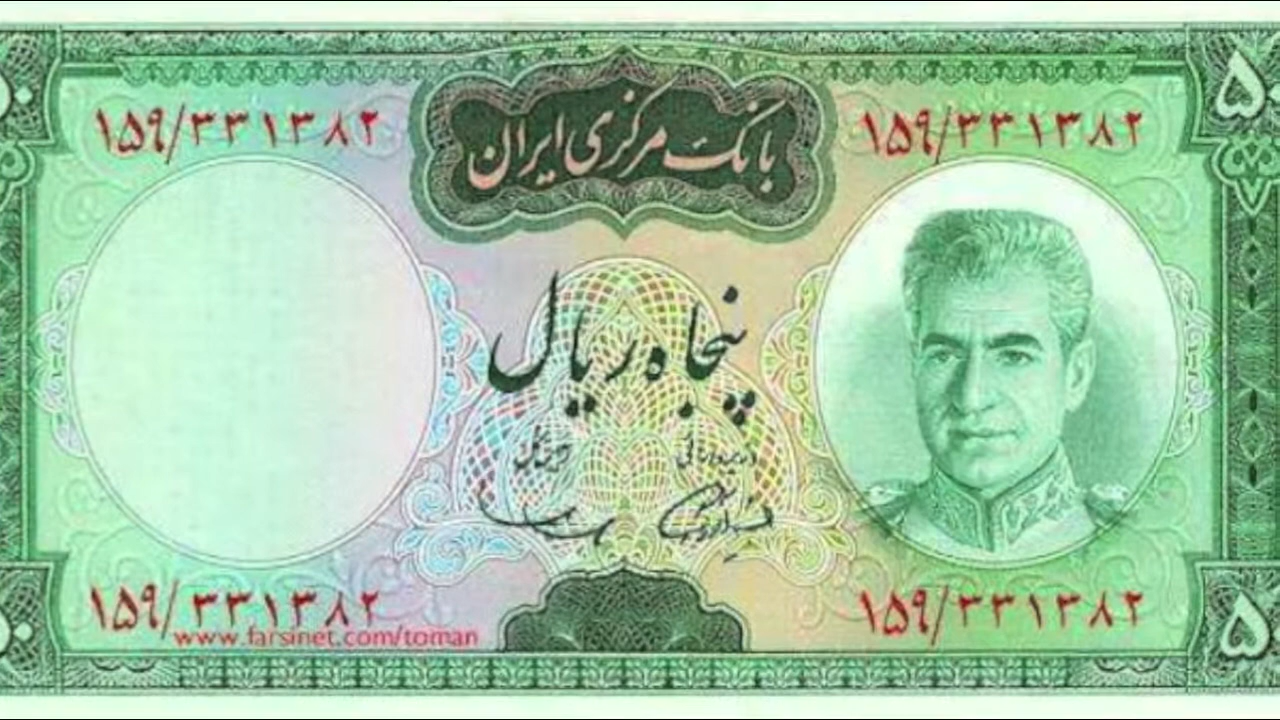 بانک مرکزی ایران
۱۵۹/۳۳۱۳۸۲
۱۵۹/۳۳۱۳۸۲
پنجاه ریال
۱۵۹/۳۳۱۳۸۲
۱۵۹/۳۳۱۳۸۲
www.farsinet.com/toman